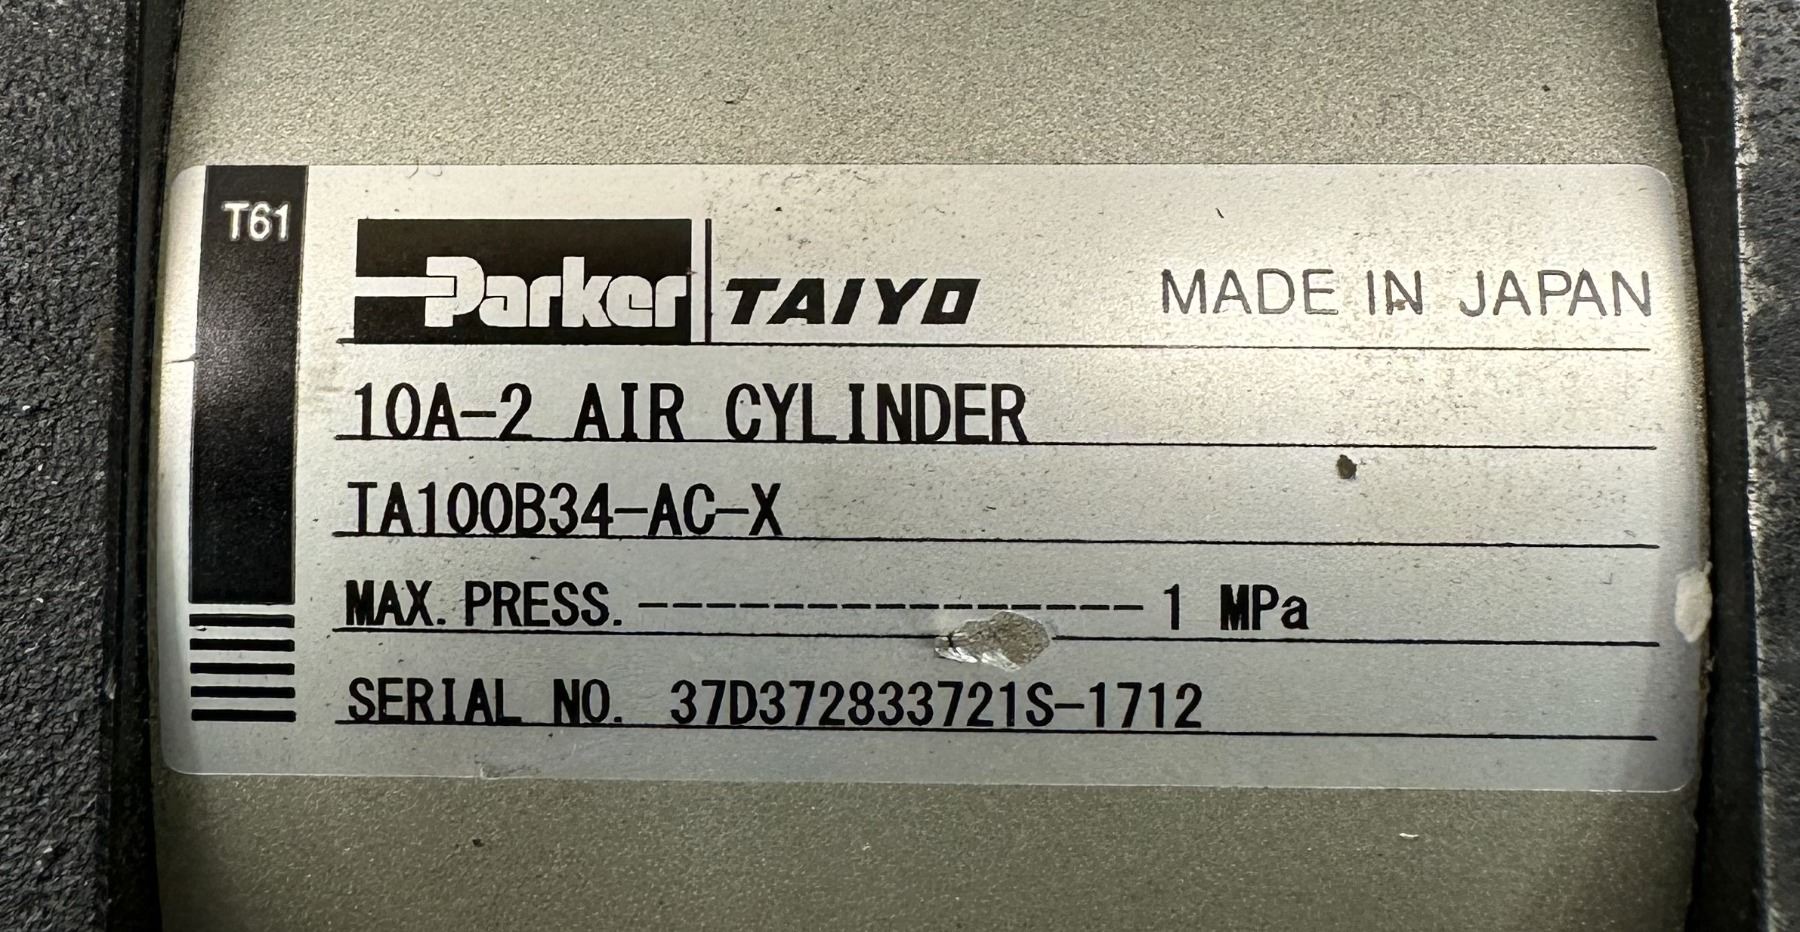 T61
Parker TAIYO MADE IN JAPAN
10A-2 AIR CYLINDER
TA100B34-AC-X
MAX. PRESS. --------------- 1 MPa
SERIAL NO. 37D372833721S-1712